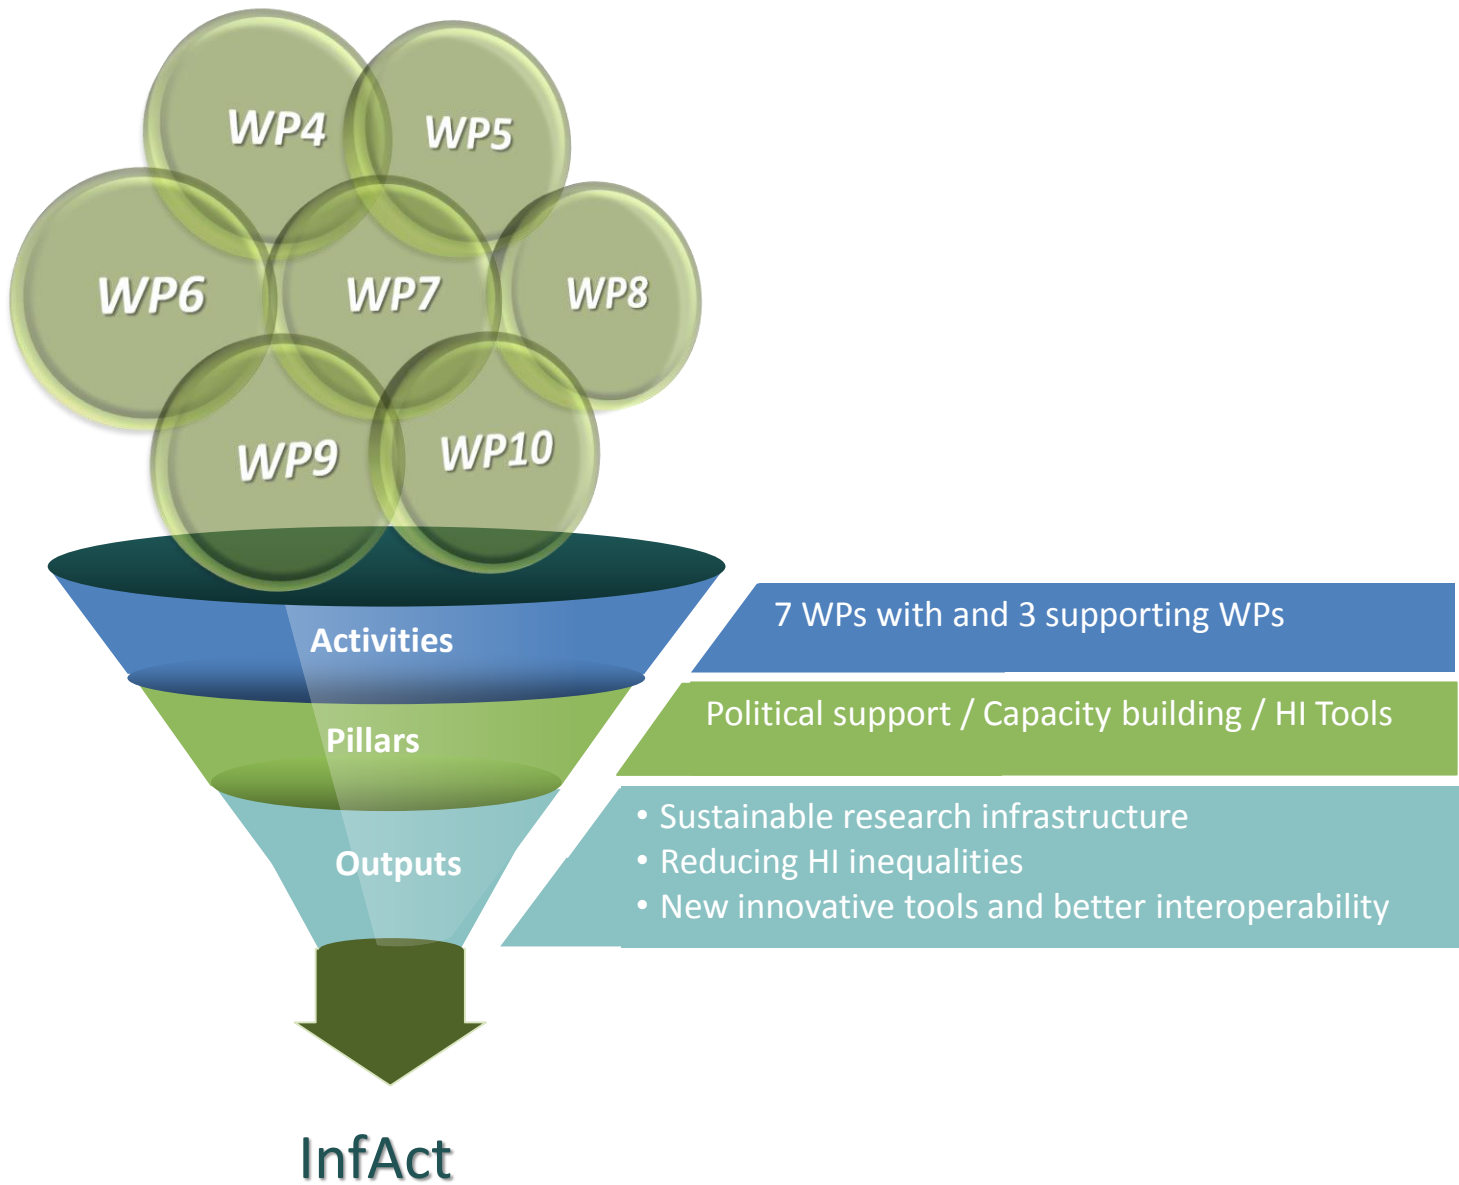 WP4
WP5
WP6
WP7
WP8
WP9
WP10
Activities
7 WPs with and 3 supporting WPs
Pillars
Political support / Capacity building / HI Tools
Outputs
• Sustainable research infrastructure
• Reducing HI inequalities
• New innovative tools and better interoperability
InfAct